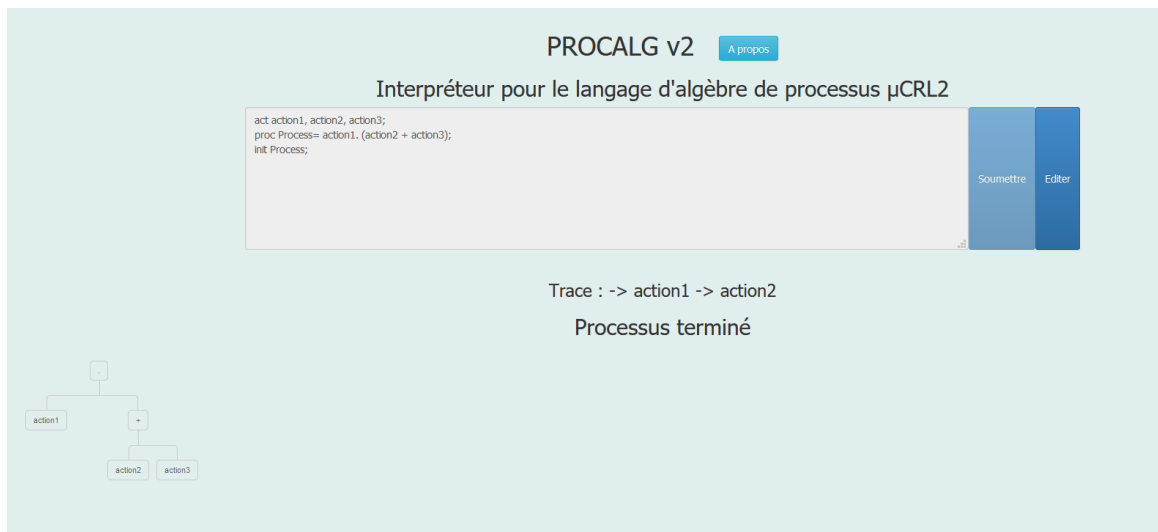 PROCALG v2 A propos
Interpréteur pour le langage d'algèbre de processus µCRL2
act action1, action2, action3;
proc Process= action1. (action2 + action3);
init Process;
Soumettre Editer
Trace : -> action1 -> action2
Processus terminé
.
action1 +
action2 action3